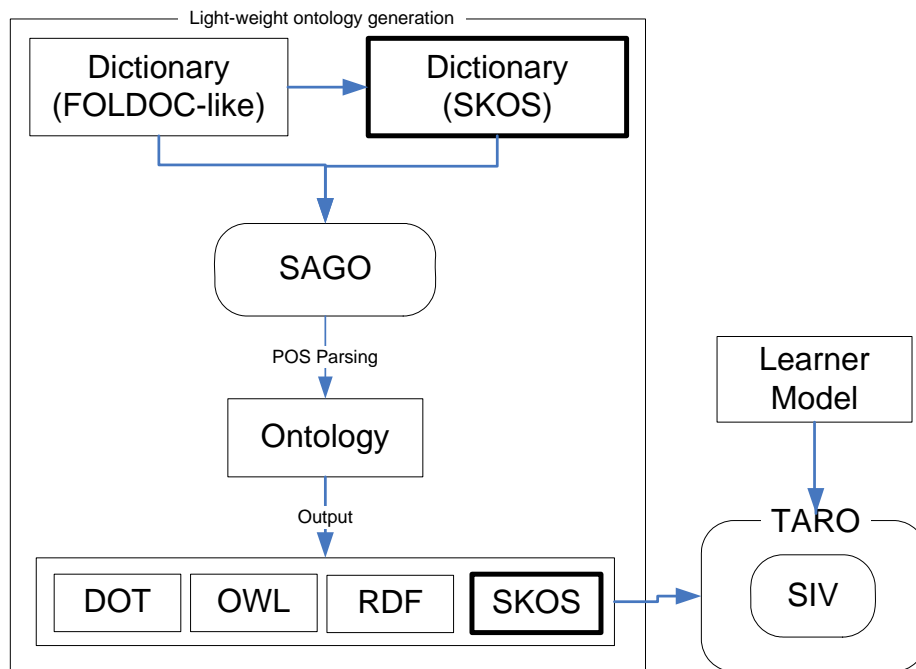 Light-weight ontology generation
Dictionary
(FOLDOC-like)
Dictionary
(SKOS)
SAGO
POS Parsing
Learner
Model
Ontology
Output
TARO
DOT
OWL
RDF
SKOS
SIV